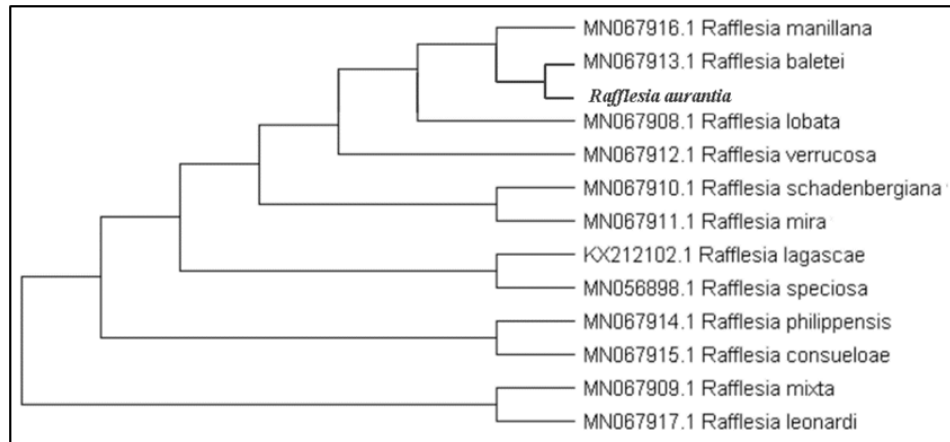 MN067916.1 Rafflesia manillana
MN067913.1 Rafflesia baletei
Rafflesia aurantia
MN067908.1 Rafflesia lobata
MN067912.1 Rafflesia verrucosa
MN067910.1 Rafflesia schadenbergiana
MN067911.1 Rafflesia mira
KX212102.1 Rafflesia lagascae
MN056898.1 Rafflesia speciosa
MN067914.1 Rafflesia philippensis
MN067915.1 Rafflesia consueloae
MN067909.1 Rafflesia mixta
MN067917.1 Rafflesia leonardi